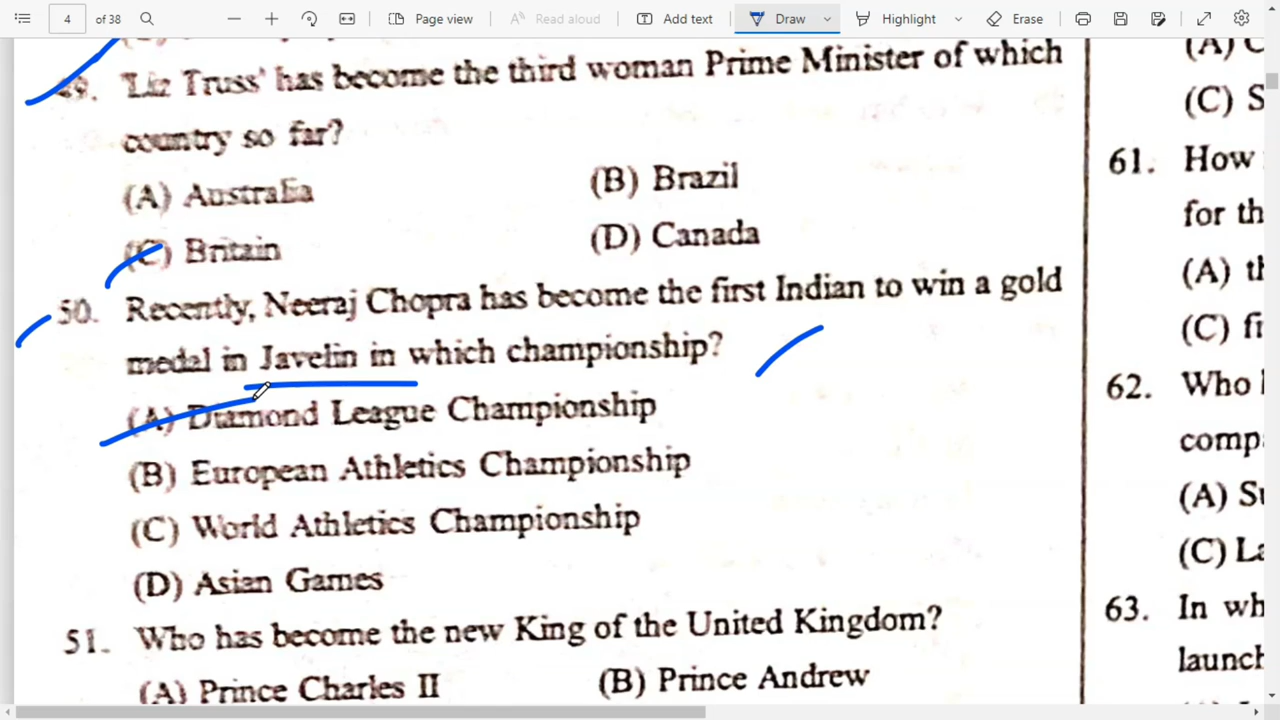 4 of 38 Page view Read aloud Add text Draw Highlight Erase
49. 'Liz Truss' has become the third woman Prime Minister of which
country so far?
(A) Australia (B) Brazil
(C) Britain (D) Canada
50. Recently, Neeraj Chopra has become the first Indian to win a gold
medal in Javelin in which championship?
(A) Diamond League Championship
(B) European Athletics Championship
(C) World Athletics Championship
(D) Asian Games
51. Who has become the new King of the United Kingdom?
(A) Prince Charles II (B) Prince Andrew
(A)
(C) S
61. How
for th
(A) th
(C) fi
62. Who
comp
(A) Su
(C) La
63. In wh
launch